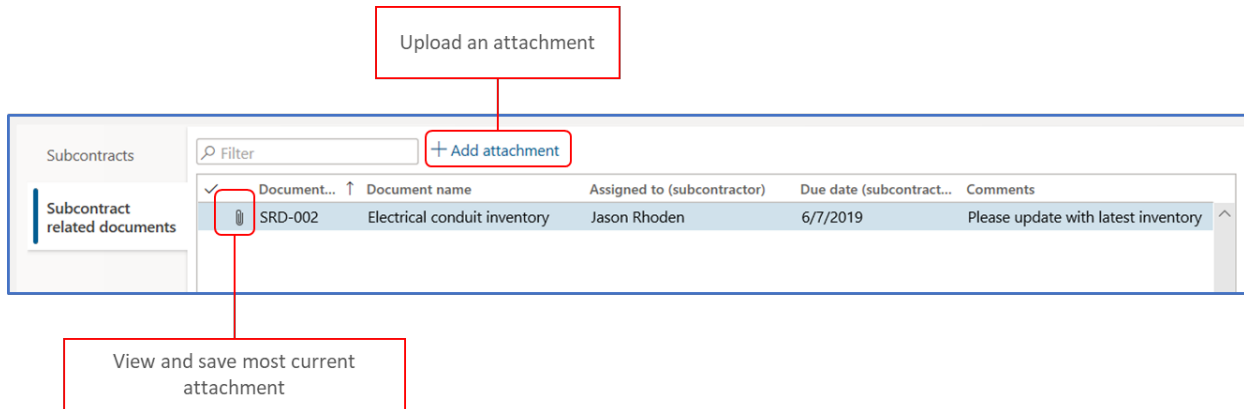 Upload an attachment
Subcontracts
Filter
+ Add attachment
Document... ↑ Document name Assigned to (subcontractor) Due date (subcontract... Comments
Subcontract
related documents
SRD-002 Electrical conduit inventory Jason Rhoden 6/7/2019 Please update with latest inventory
View and save most current
attachment